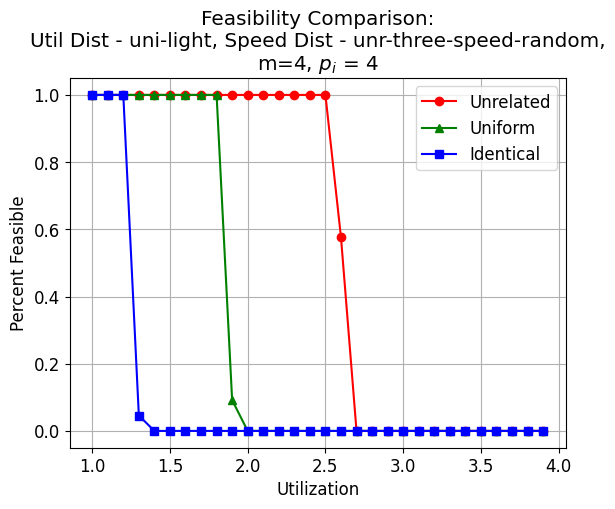 Feasibility Comparison:
Util Dist - uni-light, Speed Dist - unr-three-speed-random,
m=4, pᵢ = 4
Unrelated
Uniform
Identical
Percent Feasible
1.0
0.8
0.6
0.4
0.2
0.0
1.0 1.5 2.0 2.5 3.0 3.5 4.0
Utilization